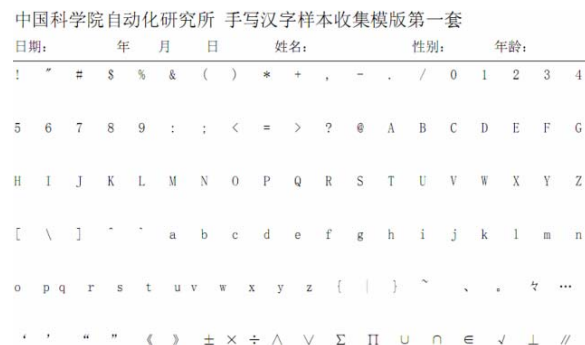 中国科学院自动化研究所 手写汉字样本收集模版第一套
日期： 年 月 日 姓名： 性别： 年龄：
! ″ # $ % & ( ) * + , - . / 0 1 2 3 4
5 6 7 8 9 : ; < = > ? @ A B C D E F G
H I J K L M N O P Q R S T U V W X Y Z
[ \ ] ˆ ` a b c d e f g h i j k l m n
o p q r s t u v w x y z { | } ~ 、 。 々 …
‘ ’ “ ” 《 》 ± × ÷ ∧ ∨ Σ Π ∪ ∩ ∈ √ ⊥ //